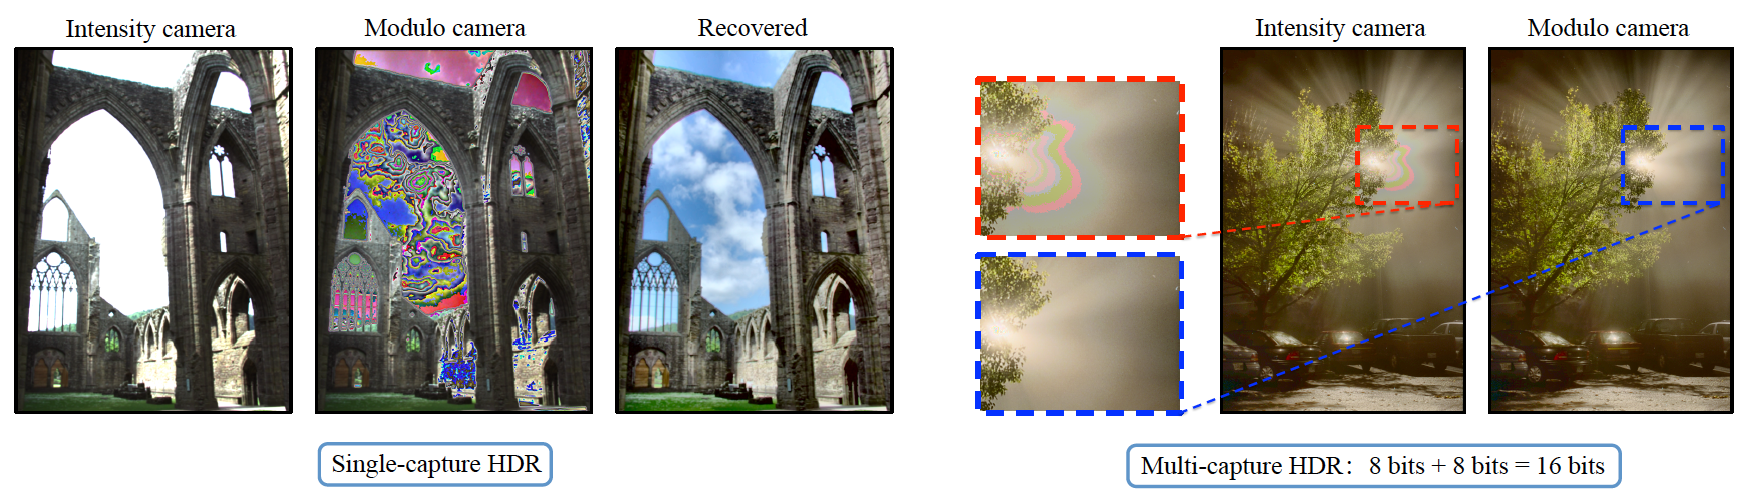 Intensity camera
Modulo camera
Recovered
Single-capture HDR
Intensity camera
Modulo camera
Multi-capture HDR: 8 bits + 8 bits = 16 bits